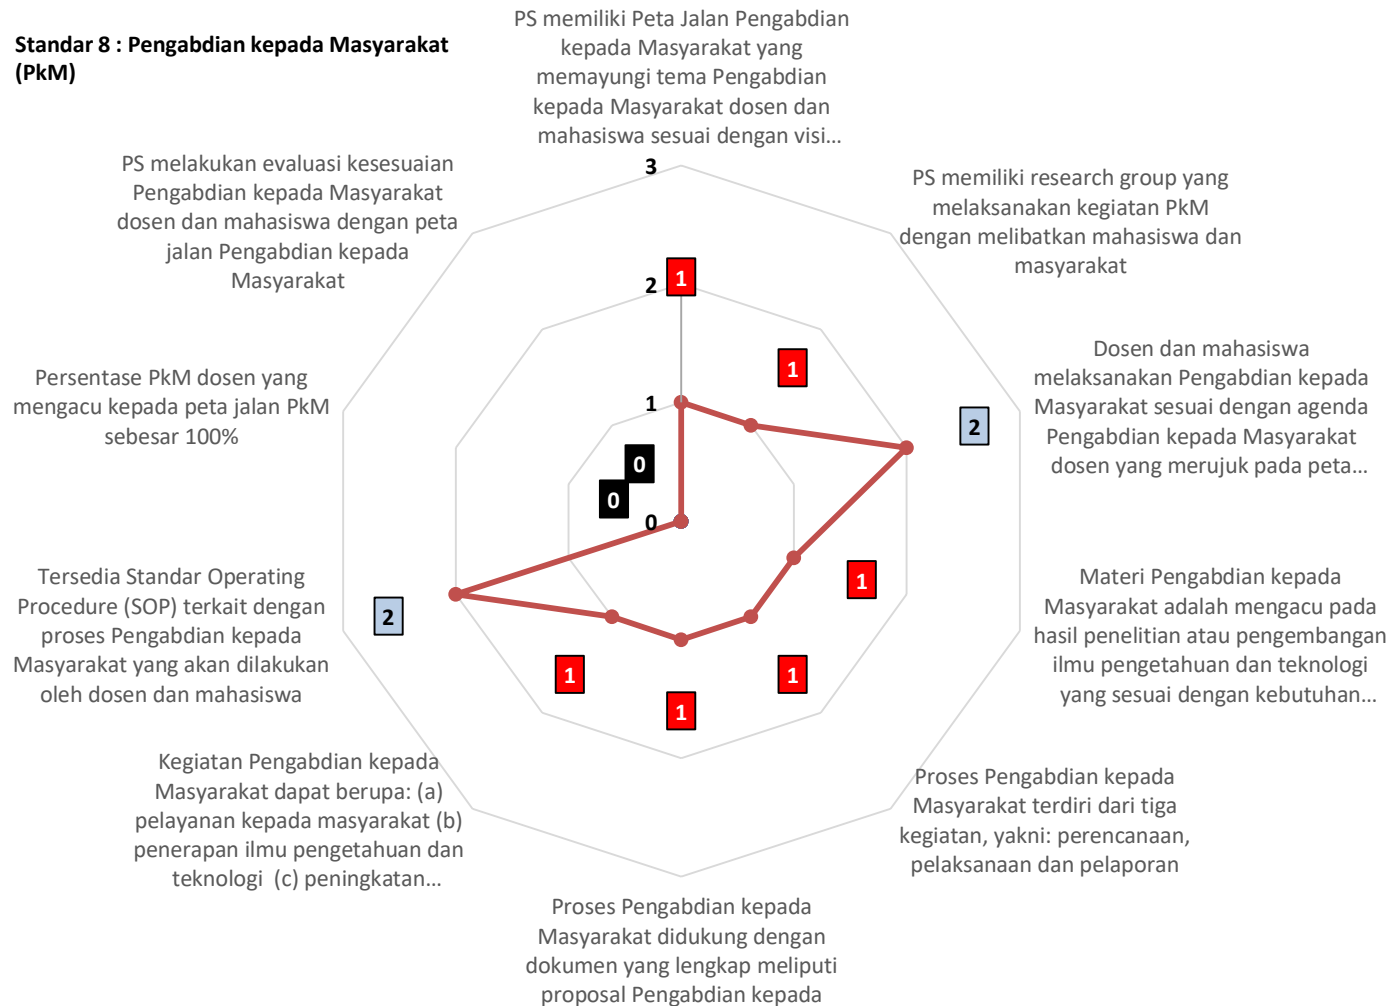 Standar 8 : Pengabdian kepada Masyarakat
(PkM)
PS memiliki Peta Jalan Pengabdian
kepada Masyarakat yang
memayungi tema Pengabdian
kepada Masyarakat dosen dan
mahasiswa sesuai dengan visi...
PS memiliki research group yang
melaksanakan kegiatan PkM
dengan melibatkan mahasiswa dan
masyarakat
Dosen dan mahasiswa
melaksanakan Pengabdian kepada
Masyarakat sesuai dengan agenda
Pengabdian kepada Masyarakat
dosen yang merujuk pada peta...
Materi Pengabdian kepada
Masyarakat adalah mengacu pada
hasil penelitian atau pengembangan
ilmu pengetahuan dan teknologi
yang sesuai dengan kebutuhan...
Proses Pengabdian kepada
Masyarakat terdiri dari tiga
kegiatan, yakni: perencanaan,
pelaksanaan dan pelaporan
Proses Pengabdian kepada
Masyarakat didukung dengan
dokumen yang lengkap meliputi
proposal Pengabdian kepada
Kegiatan Pengabdian kepada
Masyarakat dapat berupa: (a)
pelayanan kepada masyarakat (b)
penerapan ilmu pengetahuan dan
teknologi  (c) peningkatan...
Tersedia Standar Operating
Procedure (SOP) terkait dengan
proses Pengabdian kepada
Masyarakat yang akan dilakukan
oleh dosen dan mahasiswa
Persentase PkM dosen yang
mengacu kepada peta jalan PkM
sebesar 100%
PS melakukan evaluasi kesesuaian
Pengabdian kepada Masyarakat
dosen dan mahasiswa dengan peta
jalan Pengabdian kepada
Masyarakat
3
2
1
0
1
1
2
1
1
1
1
2
0
0